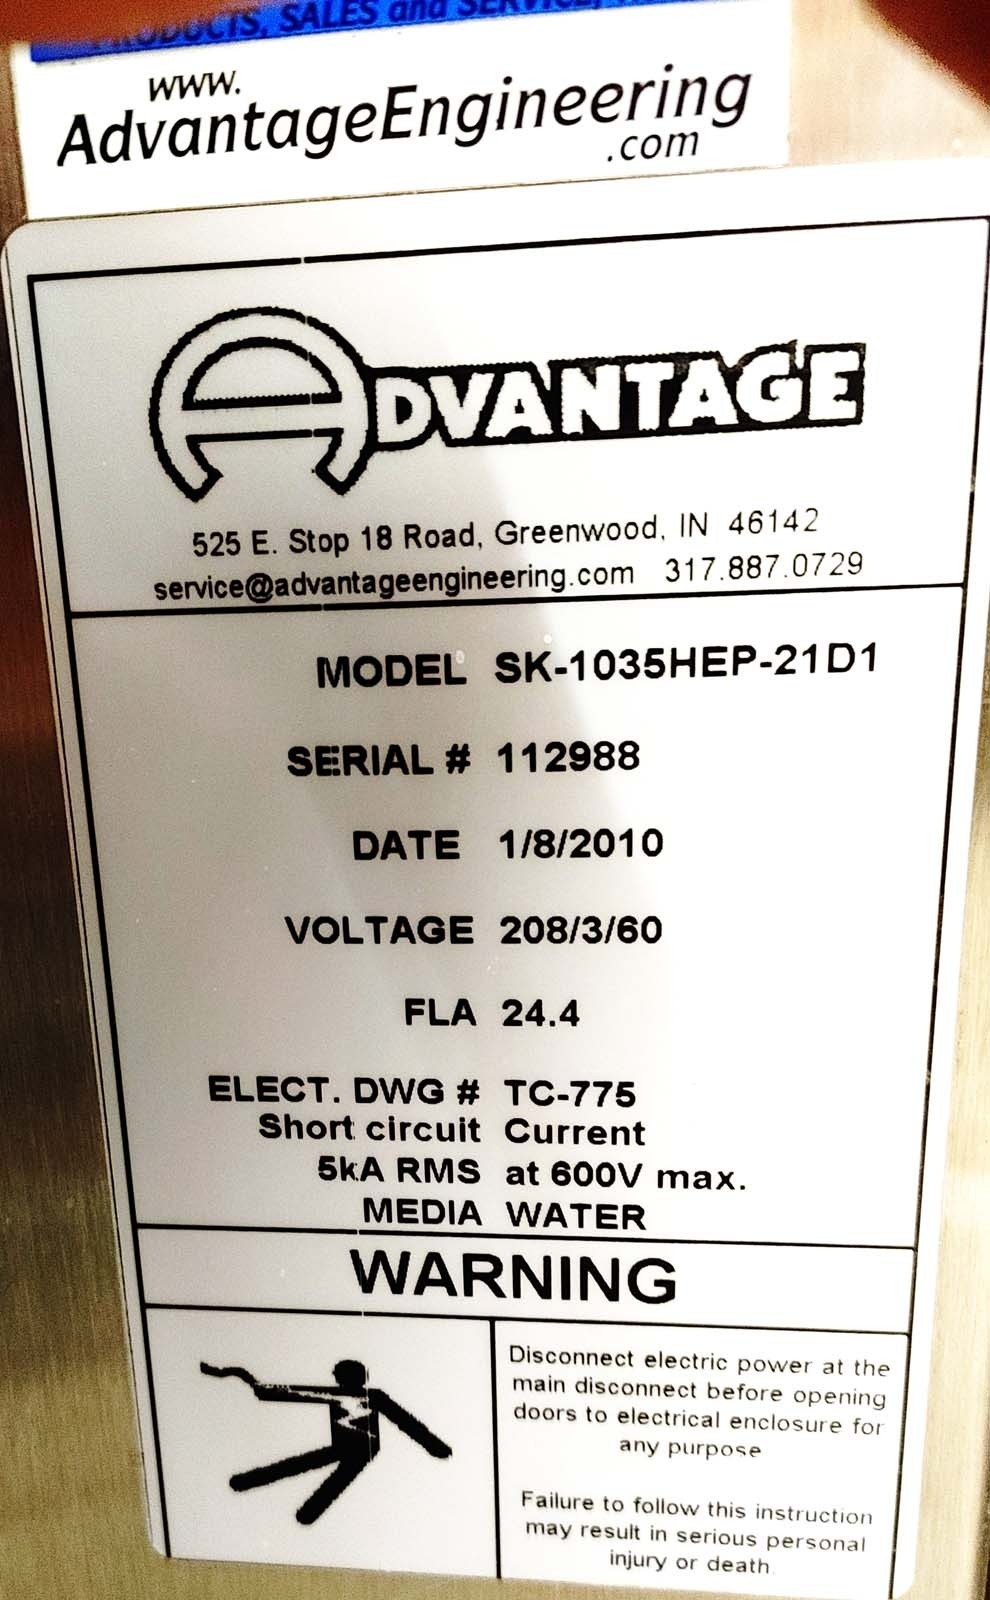 PRODUCTS, SALES and SERVICE,
www.
AdvantageEngineering
.com
ADVANTAGE
525 E. Stop 18 Road, Greenwood, IN 46142
service@advantageengineering.com 317.887.0729
MODEL SK-1035HEP-21D1
SERIAL # 112988
DATE 1/8/2010
VOLTAGE 208/3/60
FLA 24.4
ELECT. DWG # TC-775
Short circuit Current
5kA RMS at 600V max.
MEDIA WATER
WARNING
Disconnect electric power at the
main disconnect before opening
doors to electrical enclosure for
any purpose
Failure to follow this instruction
may result in serious personal
injury or death.